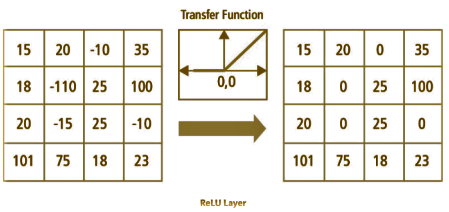 Transfer Function
15 20 -10 35
18 -110 25 100
20 -15 25 -10
101 75 18 23
0,0
15 20 0 35
18 0 25 100
20 0 25 0
101 75 18 23
ReLU Layer